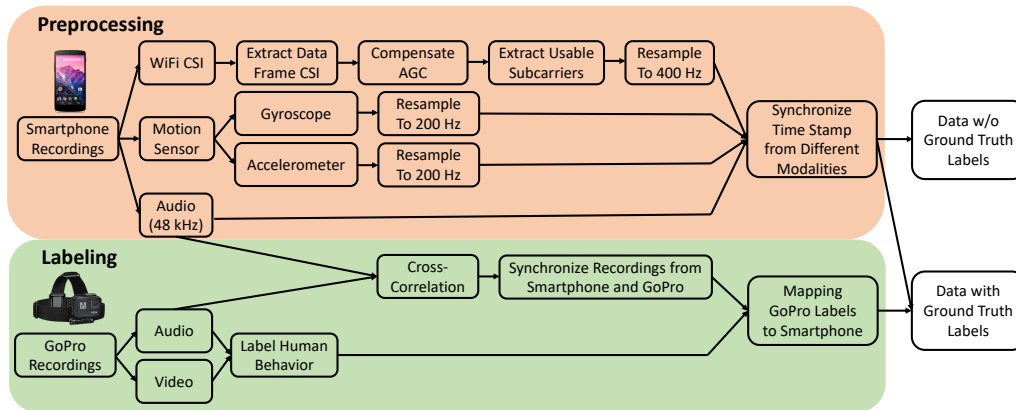 Preprocessing
WiFi CSI
Extract Data
Frame CSI
Compensate
AGC
Extract Usable
Subcarriers
Resample
To 400 Hz
Smartphone
Recordings
Motion
Sensor
Gyroscope
Resample
To 200 Hz
Accelerometer
Resample
To 200 Hz
Audio
(48 kHz)
Synchronize
Time Stamp
from Different
Modalities
Data w/o
Ground Truth
Labels
Labeling
Cross-
Correlation
Synchronize Recordings from
Smartphone and GoPro
Mapping
GoPro Labels
to Smartphone
Data with
Ground Truth
Labels
GoPro
Recordings
Audio
Video
Label Human
Behavior